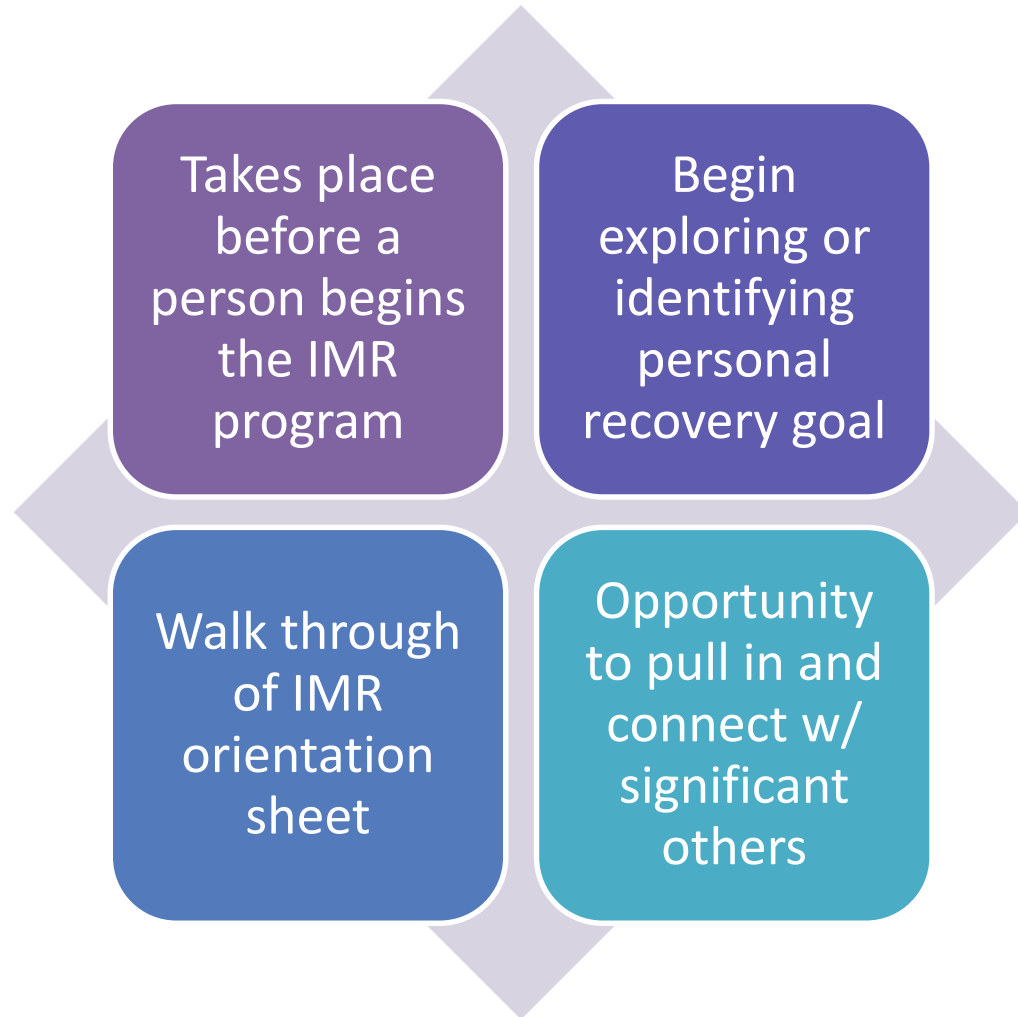 Takes place
before a
person begins
the IMR
program
Begin
exploring or
identifying
personal
recovery goal
Walk through
of IMR
orientation
sheet
Opportunity
to pull in and
connect w/
significant
others